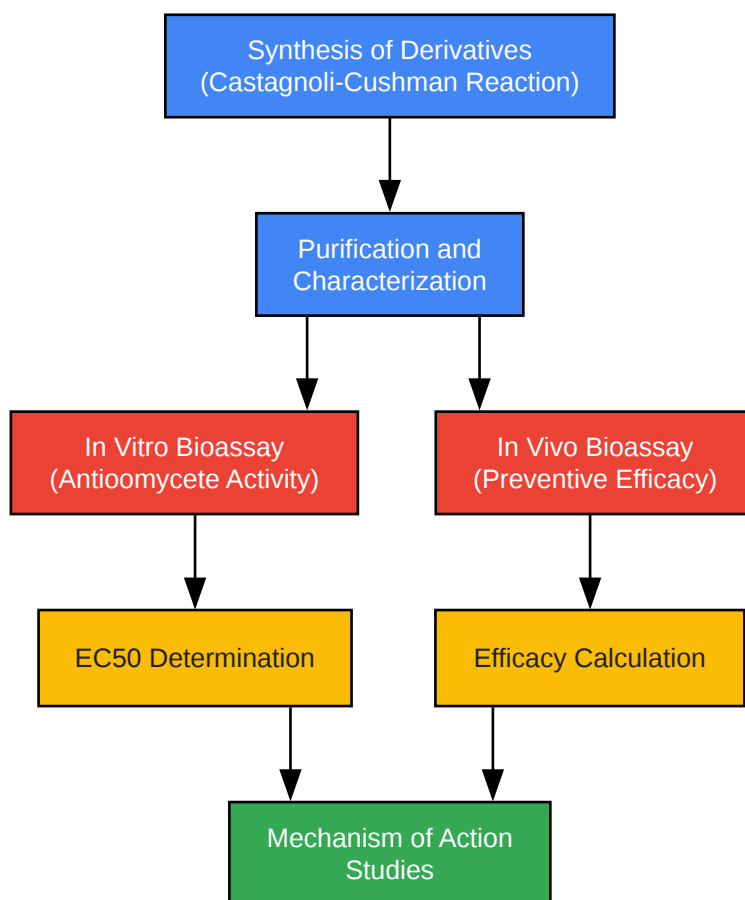 Synthesis of Derivatives
(Castagnoli-Cushman Reaction)
Purification and
Characterization
In Vitro Bioassay
(Antioomycete Activity)
In Vivo Bioassay
(Preventive Efficacy)
EC50 Determination
Efficacy Calculation
Mechanism of Action
Studies